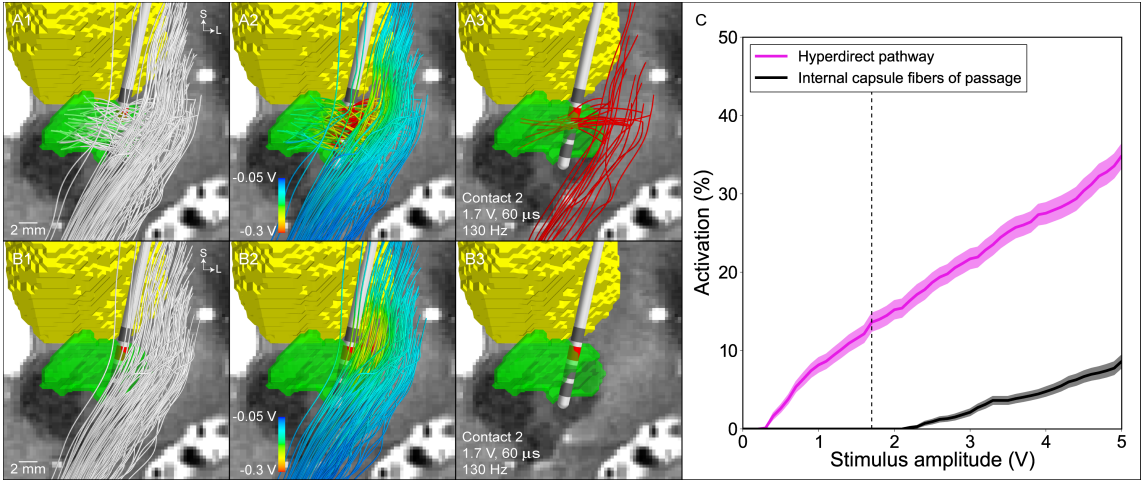 A1
S
L
2 mm
A2
-0.05 V
-0.3 V
A3
Contact 2
1.7 V, 60 µs
130 Hz
B1
S
L
2 mm
B2
-0.05 V
-0.3 V
B3
Contact 2
1.7 V, 60 µs
130 Hz
C
Hyperdirect pathway
Internal capsule fibers of passage
Activation (%)
50
40
30
20
10
0
0 1 2 3 4 5
Stimulus amplitude (V)